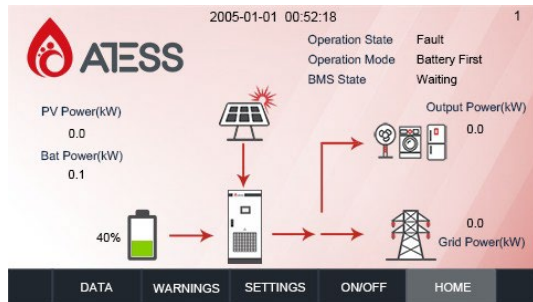 2005-01-01 00:52:18
1
ATESS
Operation State Fault
Operation Mode Battery First
BMS State Waiting
PV Power(kW)
0.0
Bat Power(kW)
0.1
Output Power(kW)
0.0
40%
0.0
Grid Power(kW)
DATA WARNINGS SETTINGS ON/OFF HOME